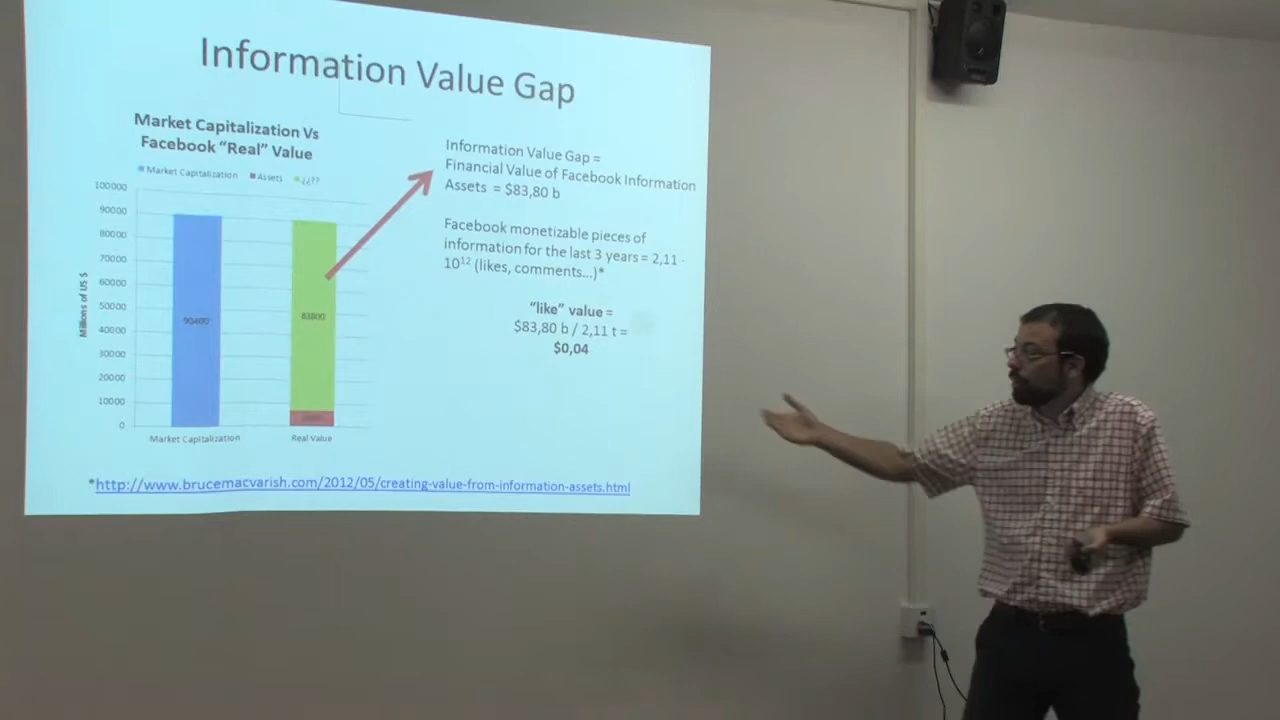 Information Value Gap
Market Capitalization Vs
Facebook “Real” Value
Market Capitalization Assets ¿¿??
100000
90000
80000
70000
60000
50000
40000
30000
20000
10000
0
Millions of US $
90400
83800
Market Capitalization Real Value
Information Value Gap =
Financial Value of Facebook Information
Assets = $83,80 b
Facebook monetizable pieces of
information for the last 3 years = 2,11 ·
10¹² (likes, comments...)*
“like” value =
$83,80 b / 2,11 t =
$0,04
*http://www.brucemacvarish.com/2012/05/creating-value-from-information-assets.html